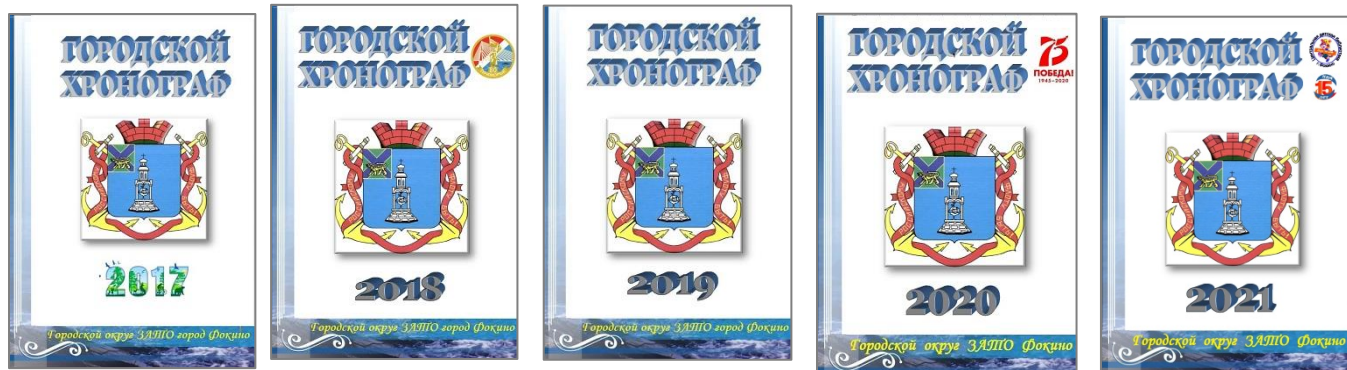 ГОРОДСКОЙ
ХРОНОГРАФ
2017
Городской округ ЗАТО город Фокино
ГОРОДСКОЙ
ХРОНОГРАФ
2018
Городской округ ЗАТО город Фокино
ГОРОДСКОЙ
ХРОНОГРАФ
2019
Городской округ ЗАТО город Фокино
ГОРОДСКОЙ
ХРОНОГРАФ
75
ПОБЕДА!
1945-2020
2020
Городской округ ЗАТО Фокино
ГОРОДСКОЙ
ХРОНОГРАФ
15
2021
Городской округ ЗАТО Фокино